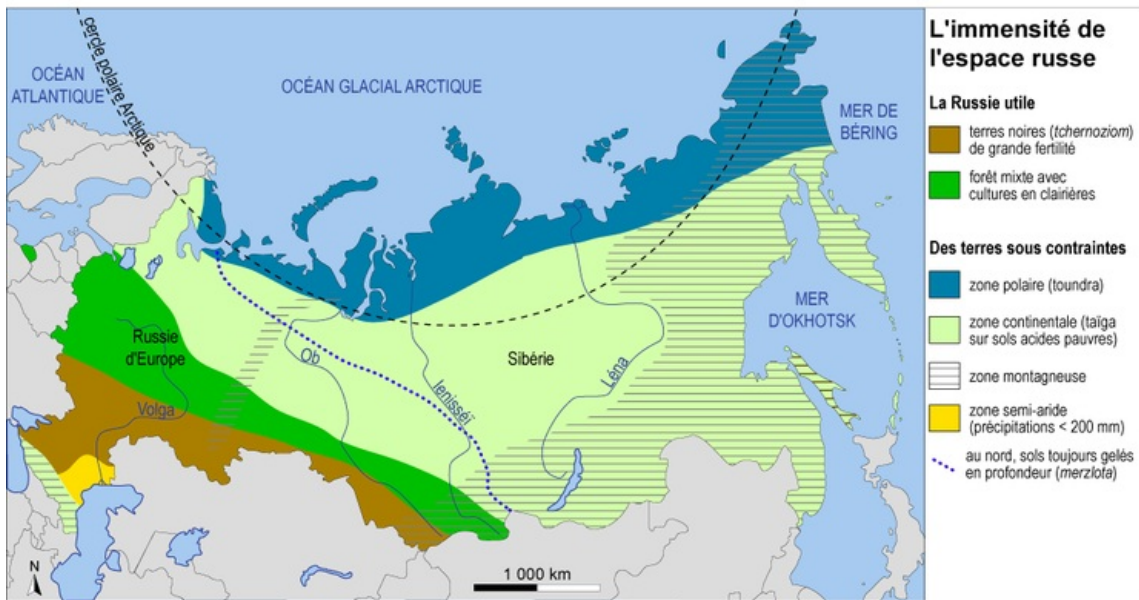 L'immensité de
l'espace russe
La Russie utile
terres noires (tchernoziom)
de grande fertilité
forêt mixte avec
cultures en clairières
Des terres sous contraintes
zone polaire (toundra)
zone continentale (taïga
sur sols acides pauvres)
zone montagneuse
zone semi-aride
(précipitations < 200 mm)
au nord, sols toujours gelés
en profondeur (merzlota)
cercle polaire Arctique
OCÉAN
ATLANTIQUE
OCÉAN GLACIAL ARCTIQUE
MER DE
BÉRING
MER
D'OKHOTSK
Russie
d'Europe
Sibérie
Ob
Ienisséï
Léna
Volga
N
1 000 km